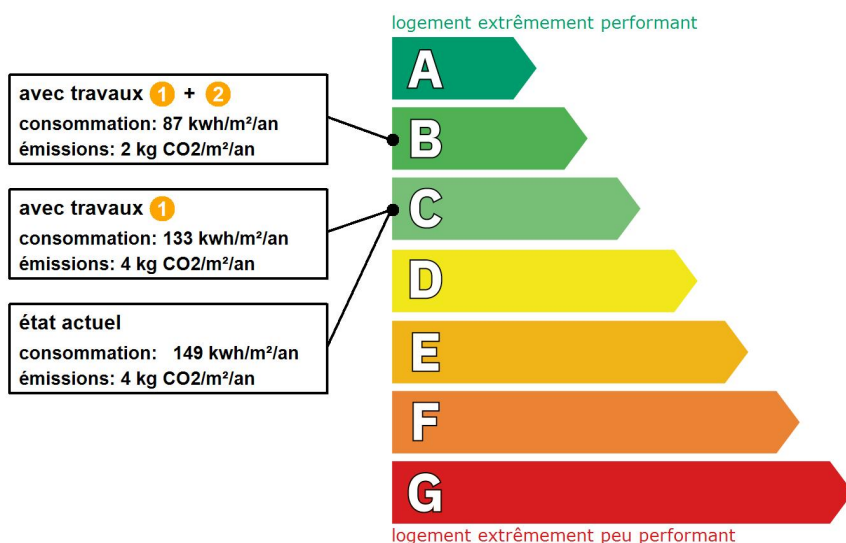 logement extrêmement performant
A
avec travaux 1 + 2
consommation: 87 kwh/m²/an
émissions: 2 kg CO2/m²/an
B
avec travaux 1
consommation: 133 kwh/m²/an
émissions: 4 kg CO2/m²/an
C
D
état actuel
consommation: 149 kwh/m²/an
émissions: 4 kg CO2/m²/an
E
F
G
logement extrêmement peu performant